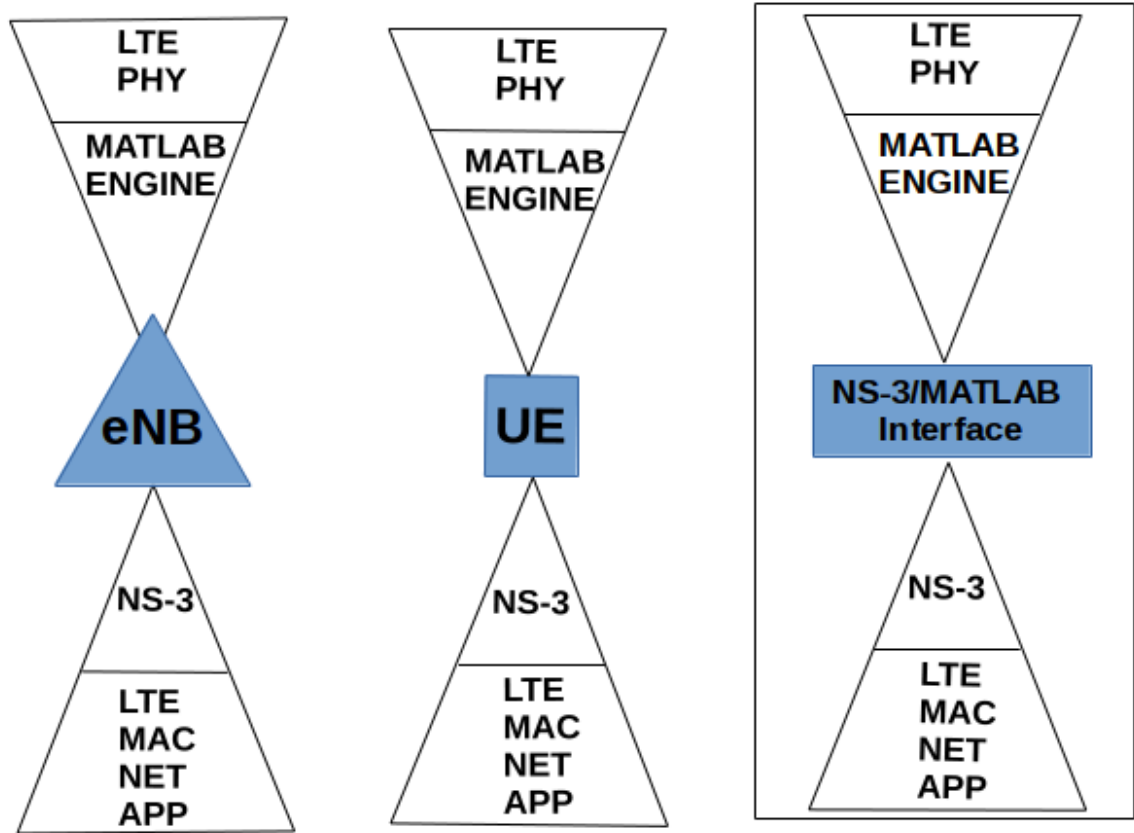 LTE
PHY
MATLAB
ENGINE
eNB
NS-3
LTE
MAC
NET
APP
LTE
PHY
MATLAB
ENGINE
UE
NS-3
LTE
MAC
NET
APP
LTE
PHY
MATLAB
ENGINE
NS-3/MATLAB
Interface
NS-3
LTE
MAC
NET
APP